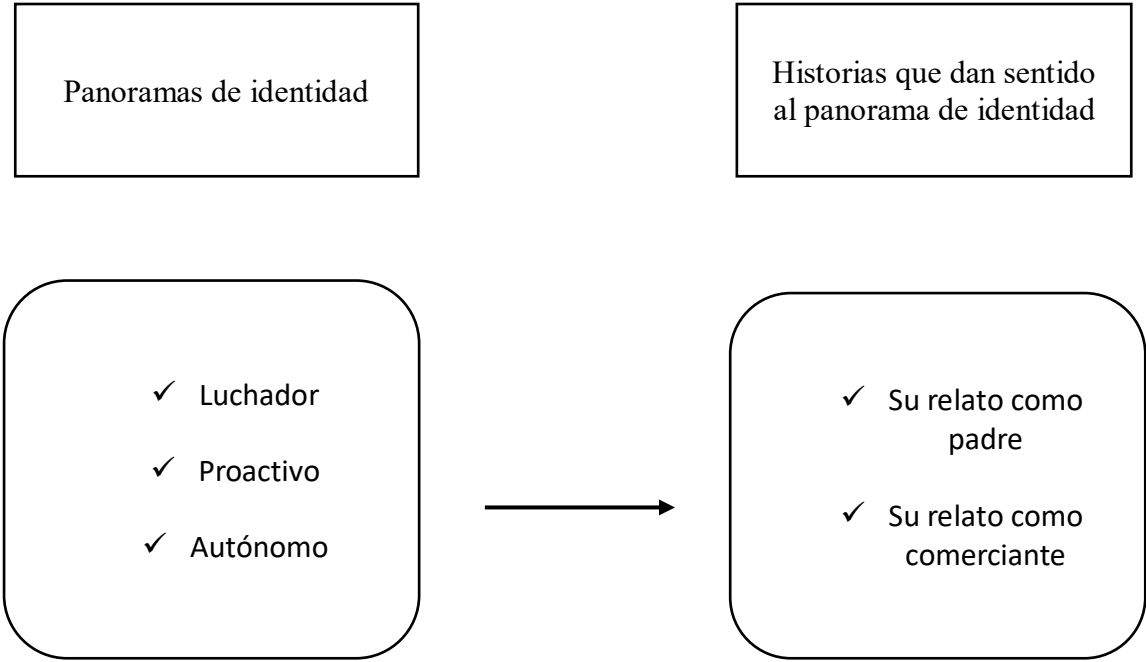 Panoramas de identidad
Historias que dan sentido
al panorama de identidad
✓ Luchador
✓ Proactivo
✓ Autónomo
✓ Su relato como
padre
✓ Su relato como
comerciante